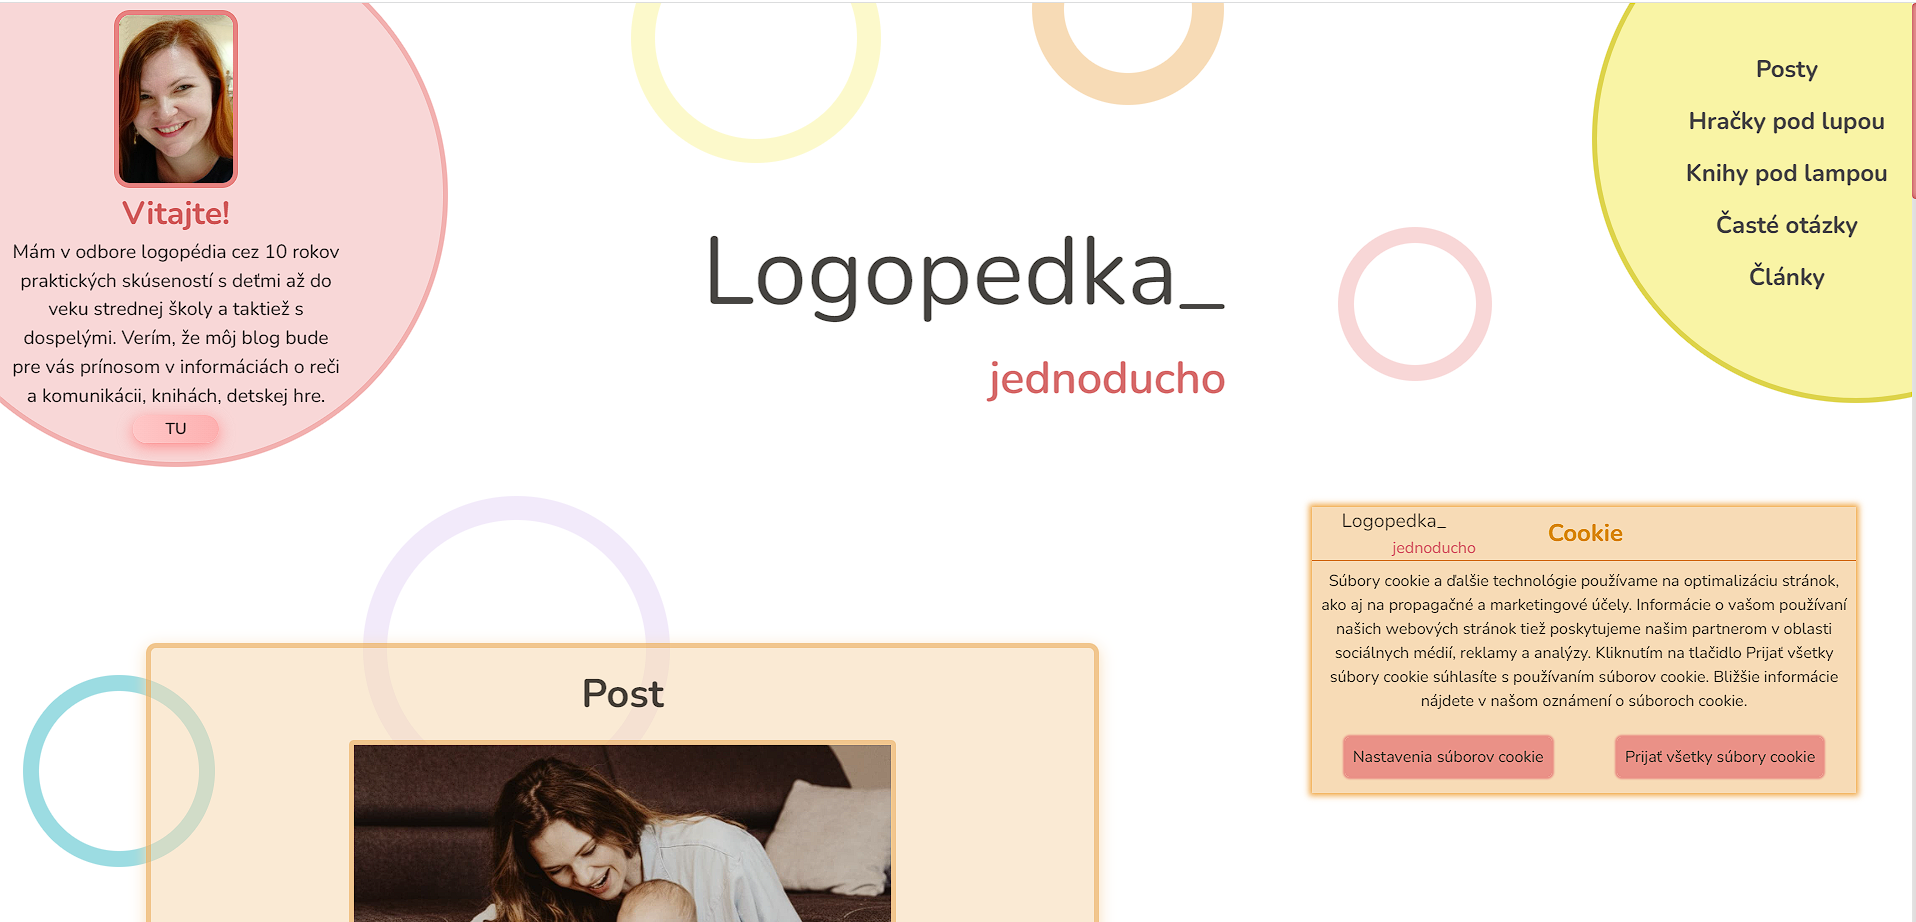 Vitajte!
Mám v odbore logopédia cez 10 rokov
praktických skúseností s deťmi až do
veku strednej školy a taktiež s
dospelými. Verím, že môj blog bude
pre vás prínosom v informáciách o reči
a komunikácii, knihách, detskej hre.
TU
Logopedka_
jednoducho
Posty
Hračky pod lupou
Knihy pod lampou
Časté otázky
Články
Post
Logopedka_
jednoducho
Cookie
Súbory cookie a ďalšie technológie používame na optimalizáciu stránok,
ako aj na propagačné a marketingové účely. Informácie o vašom používaní
našich webových stránok tiež poskytujeme našim partnerom v oblasti
sociálnych médií, reklamy a analýzy. Kliknutím na tlačidlo Prijať všetky
súbory cookie súhlasíte s používaním súborov cookie. Bližšie informácie
nájdete v našom oznámení o súboroch cookie.
Nastavenia súborov cookie
Prijať všetky súbory cookie